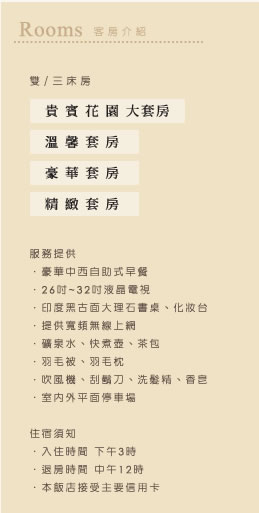 Rooms 客房介紹
雙/三床房
貴賓花園大套房
溫馨套房
豪華套房
精緻套房
服務提供
．豪華中西自助式早餐
．26吋~32吋液晶電視
．印度黑古面大理石書桌、化妝台
．提供寬頻無線上網
．礦泉水、快煮壺、茶包
．羽毛被、羽毛枕
．吹風機、刮鬍刀、洗髮精、香皂
．室內外平面停車場
住宿須知
．入住時間 下午3時
．退房時間 中午12時
．本飯店接受主要信用卡